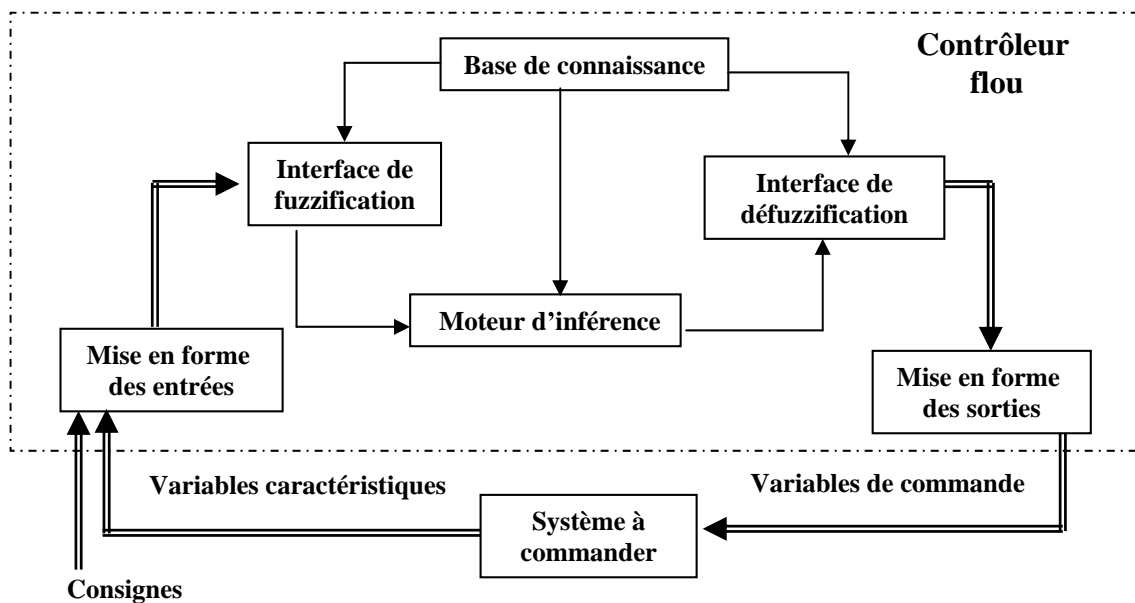 Contrôleur
flou
Base de connaissance
Interface de
fuzzification
Interface de
défuzzification
Moteur d'inférence
Mise en forme
des entrées
Mise en forme
des sorties
Variables caractéristiques
Variables de commande
Système à
commander
Consignes